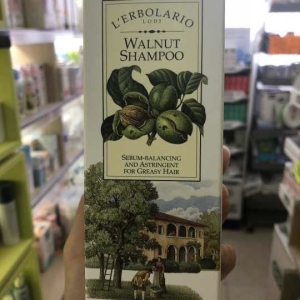 L'ERBOLARIO
LODI
WALNUT
SHAMPOO
SEBUM-BALANCING
AND ASTRINGENT
FOR GREASY HAIR